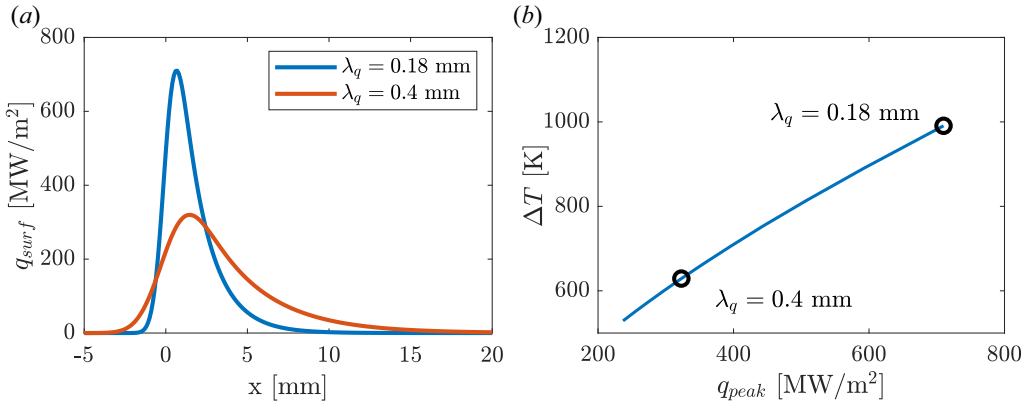 (a)
800
600
400
200
0
-5 0 5 10 15 20
q_surf [MW/m²]
x [mm]
λ_q = 0.18 mm
λ_q = 0.4 mm
(b)
1200
1000
800
600
200 400 600 800
ΔT [K]
q_peak [MW/m²]
λ_q = 0.18 mm
λ_q = 0.4 mm